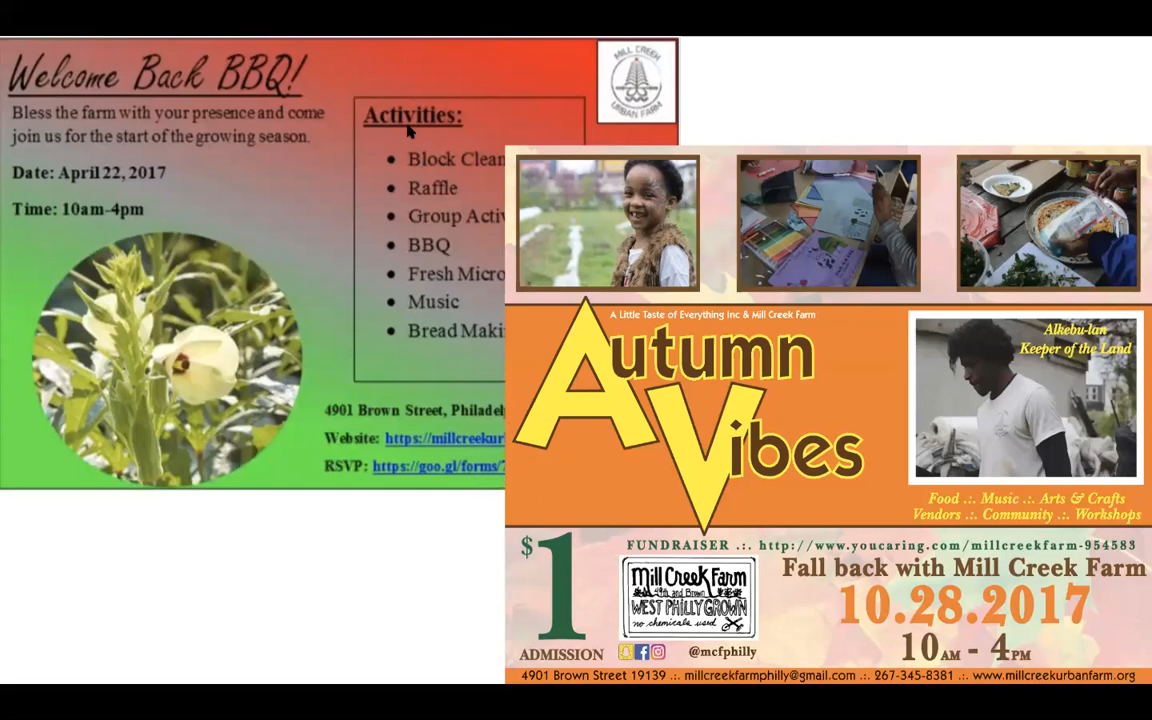 Welcome Back BBQ!
Bless the farm with your presence and come
join us for the start of the growing season.
Date: April 22, 2017
Time: 10am-4pm
Activities:
Block Clean
Raffle
Group Activ
BBQ
Fresh Micro
Music
Bread Maki
4901 Brown Street, Philadel
Website: https://millcreekur
RSVP: https://goo.gl/forms/7
MILL CREEK
URBAN FARM
A Little Taste of Everything Inc & Mill Creek Farm
Autumn
Vibes
Alkebu-lan
Keeper of the Land
Food .:. Music .:. Arts & Crafts
Vendors .:. Community .:. Workshops
$1
ADMISSION
FUNDRAISER .:. http://www.youcaring.com/millcreekfarm-954583
Mill Creek Farm
49th and Brown
WEST PHILLY GROWN
no chemicals used
@mcfphilly
Fall back with Mill Creek Farm
10.28.2017
10AM - 4PM
4901 Brown Street 19139 .:. millcreekfarmphilly@gmail.com .:. 267-345-8381 .:. www.millcreekurbanfarm.org